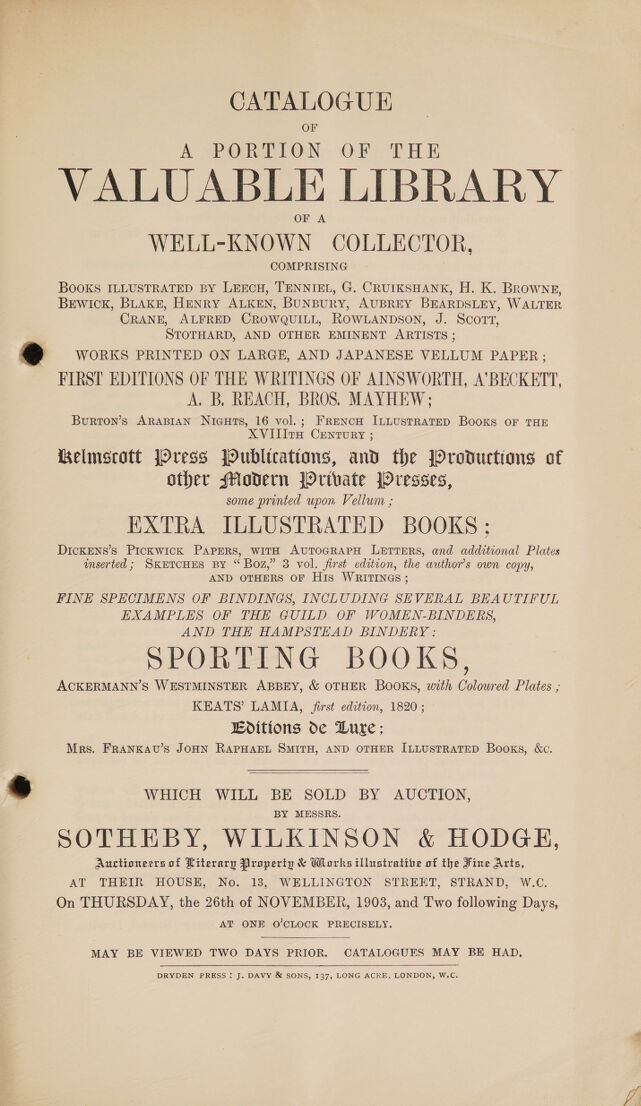 CATALOGUE
OF
A PORTION OF THE
VALUABLE LIBRARY
OF A
WELL-KNOWN COLLECTOR,
COMPRISING
BOOKS ILLUSTRATED BY LEECH, TENNIEL, G. CRUIKSHANK, H. K. BROWNE,
BEWICK, BLAKE, HENRY ALKEN, BUNBURY, AUBREY BEARDSLEY, WALTER
CRANE, ALFRED CROWQUILL, ROWLANDSON, J. SCOTT,
STOTHARD, AND OTHER EMINENT ARTISTS;
WORKS PRINTED ON LARGE, AND JAPANESE VELLUM PAPER;
FIRST EDITIONS OF THE WRITINGS OF AINSWORTH, A'BECKETT,
A. B. REACH, BROS. MAYHEW;
BURTON'S ARABIAN NIGHTS, 16 vol.; FRENCH ILLUSTRATED BOOKS OF THE
XVIIITH CENTURY;
Kelmscott Press Publications, and the Productions of
other Modern Private Presses,
some printed upon Vellum;
EXTRA ILLUSTRATED BOOKS;
DICKENS'S PICKWICK PAPERS, WITH AUTOGRAPH LETTERS, and additional Plates
inserted; SKETCHES BY "BOZ," 3 vol. first edition, the author's own copy,
AND OTHERS OF HIS WRITINGS;
FINE SPECIMENS OF BINDINGS, INCLUDING SEVERAL BEAUTIFUL
EXAMPLES OF THE GUILD OF WOMEN-BINDERS,
AND THE HAMPSTEAD BINDERY:
SPORTING BOOKS,
ACKERMANN'S WESTMINSTER ABBEY, & OTHER BOOKS, with Coloured Plates;
KEATS' LAMIA, first edition, 1820;
Editions de Luxe;
MRS. FRANKAU'S JOHN RAPHAEL SMITH, AND OTHER ILLUSTRATED BOOKS, &c.
WHICH WILL BE SOLD BY AUCTION,
BY MESSRS.
SOTHEBY, WILKINSON & HODGE,
Auctioneers of Literary Property & Works illustrative of the Fine Arts,
AT THEIR HOUSE, No. 13, WELLINGTON STREET, STRAND, W.C.
On THURSDAY, the 26th of NOVEMBER, 1903, and Two following Days,
AT ONE O'CLOCK PRECISELY.
MAY BE VIEWED TWO DAYS PRIOR. CATALOGUES MAY BE HAD.
DRYDEN PRESS: J. DAVY & SONS, 137, LONG ACRE, LONDON, W.C.